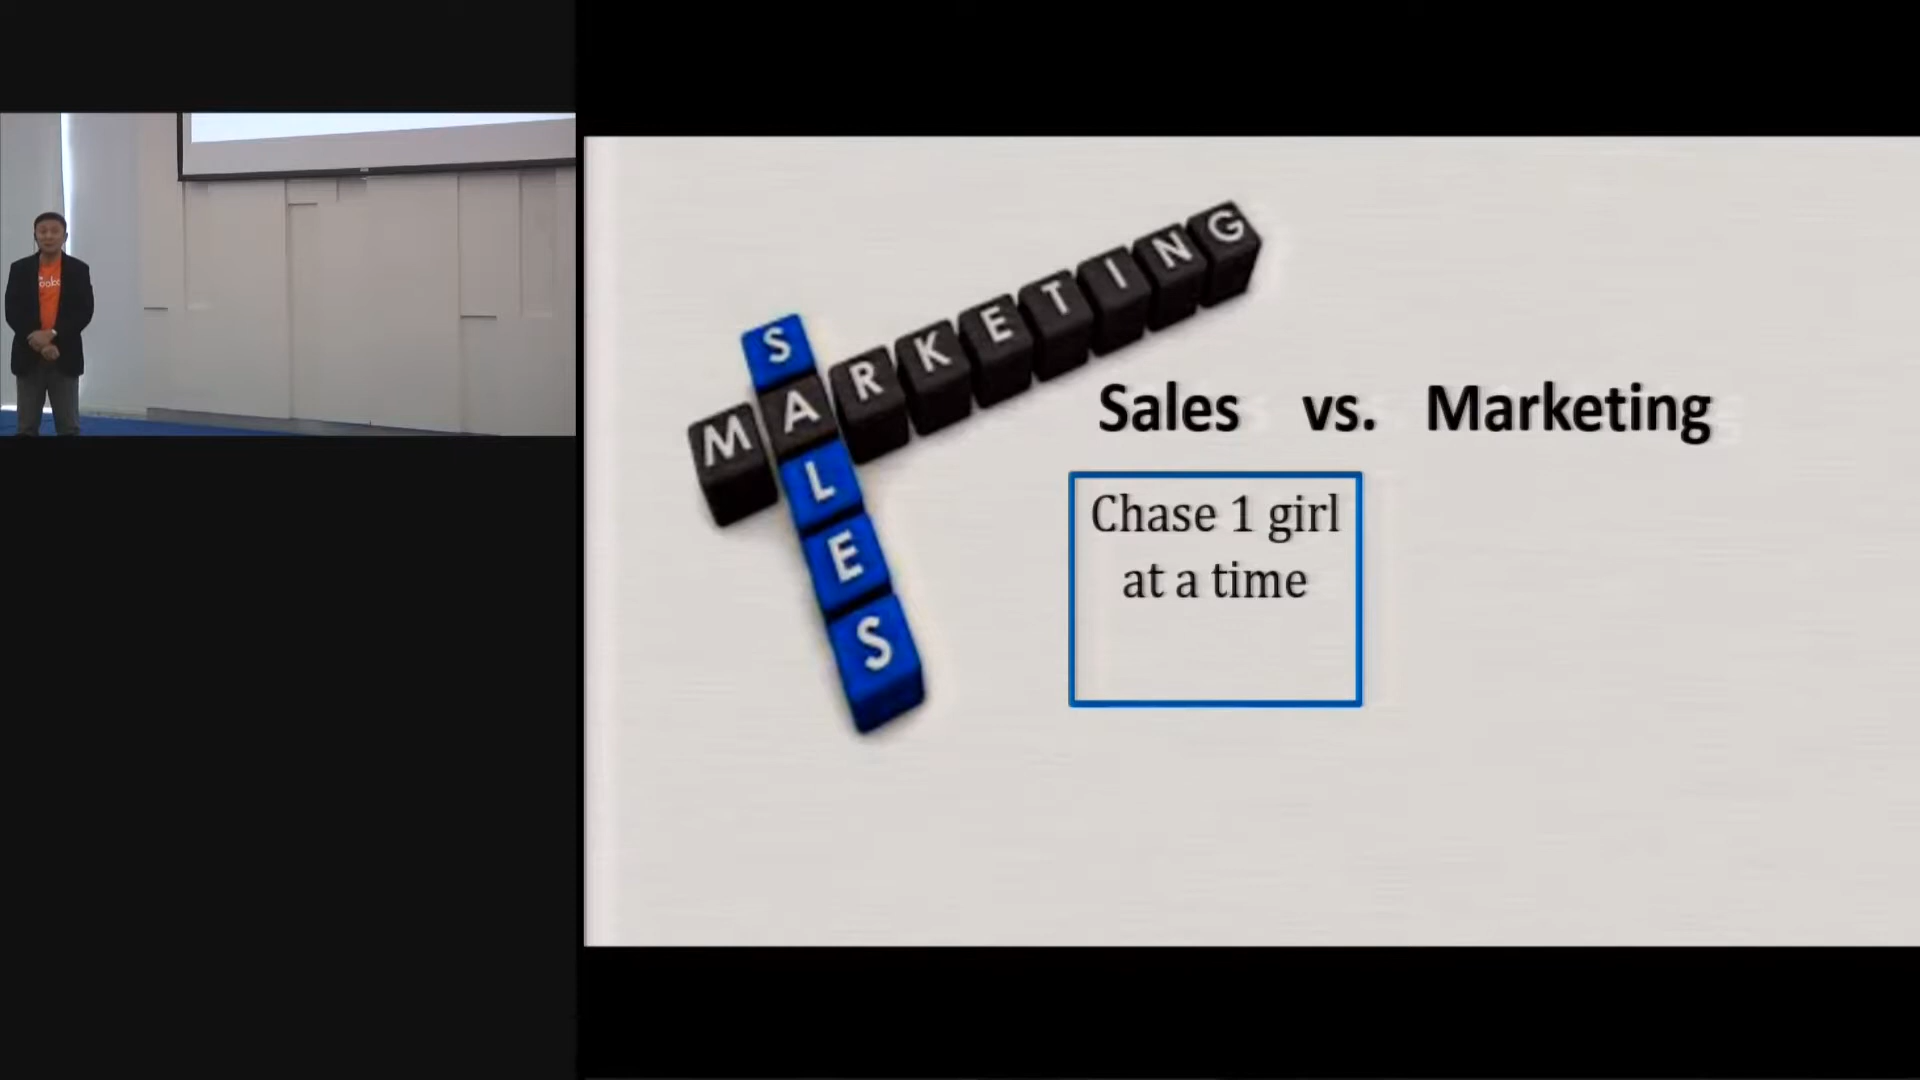 MARKETING
SALES
Sales vs. Marketing
Chase 1 girl
at a time